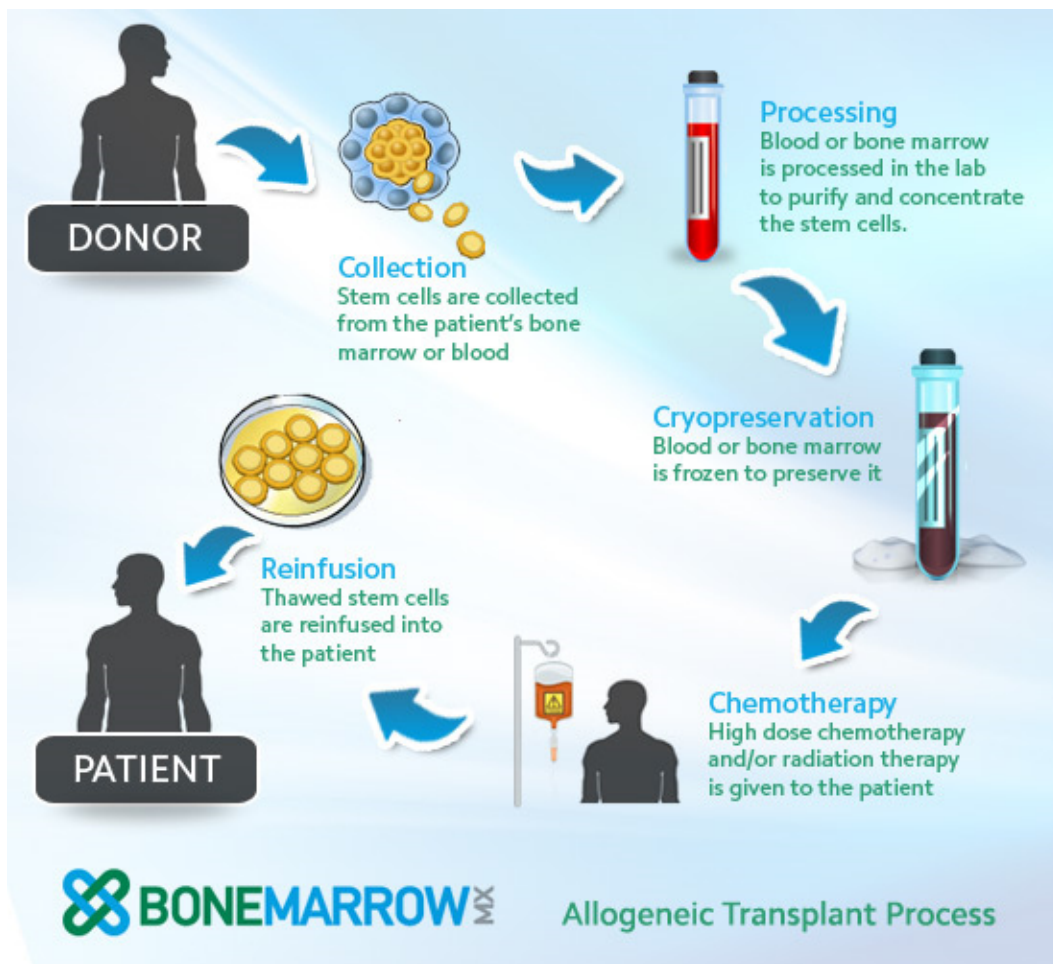 DONOR
Collection
Stem cells are collected
from the patient's bone
marrow or blood
Processing
Blood or bone marrow
is processed in the lab
to purify and concentrate
the stem cells.
Cryopreservation
Blood or bone marrow
is frozen to preserve it
Chemotherapy
High dose chemotherapy
and/or radiation therapy
is given to the patient
Reinfusion
Thawed stem cells
are reinfused into
the patient
PATIENT
BONEMARROW MX
Allogeneic Transplant Process